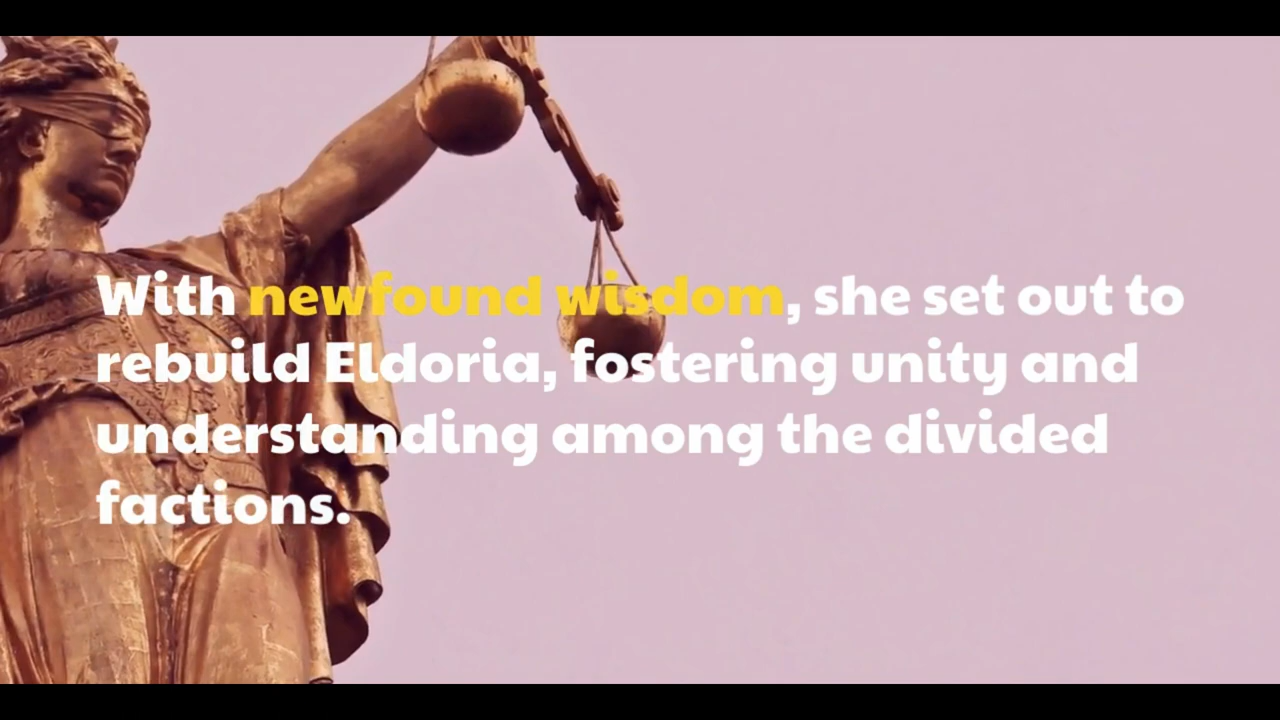 With newfound wisdom, she set out to
rebuild Eldoria, fostering unity and
understanding among the divided
factions.